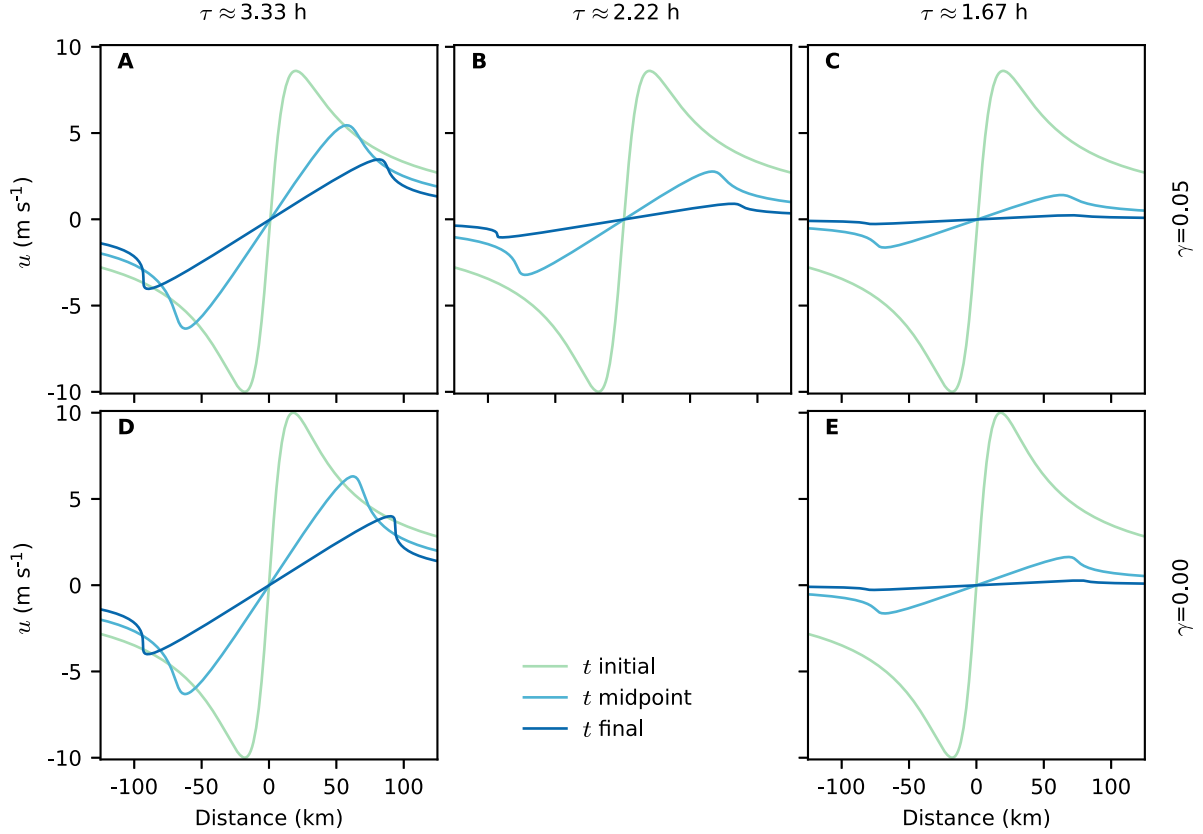 τ ≈ 3.33 h
τ ≈ 2.22 h
τ ≈ 1.67 h
A
B
C
10
5
0
-5
-10
u (m s⁻¹)
γ=0.05
D
E
10
5
0
-5
-10
u (m s⁻¹)
γ=0.00
t initial
t midpoint
t final
-100 -50 0 50 100
Distance (km)
-100 -50 0 50 100
Distance (km)